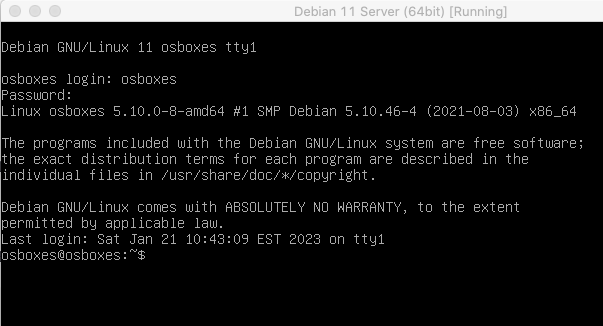 Debian 11 Server (64bit) [Running]
Debian GNU/Linux 11 osboxes tty1
osboxes login: osboxes
Password:
Linux osboxes 5.10.0-8-amd64 #1 SMP Debian 5.10.46-4 (2021-08-03) x86_64
The programs included with the Debian GNU/Linux system are free software;
the exact distribution terms for each program are described in the
individual files in /usr/share/doc/*/copyright.
Debian GNU/Linux comes with ABSOLUTELY NO WARRANTY, to the extent
permitted by applicable law.
Last login: Sat Jan 21 10:43:09 EST 2023 on tty1
osboxes@osboxes:~$